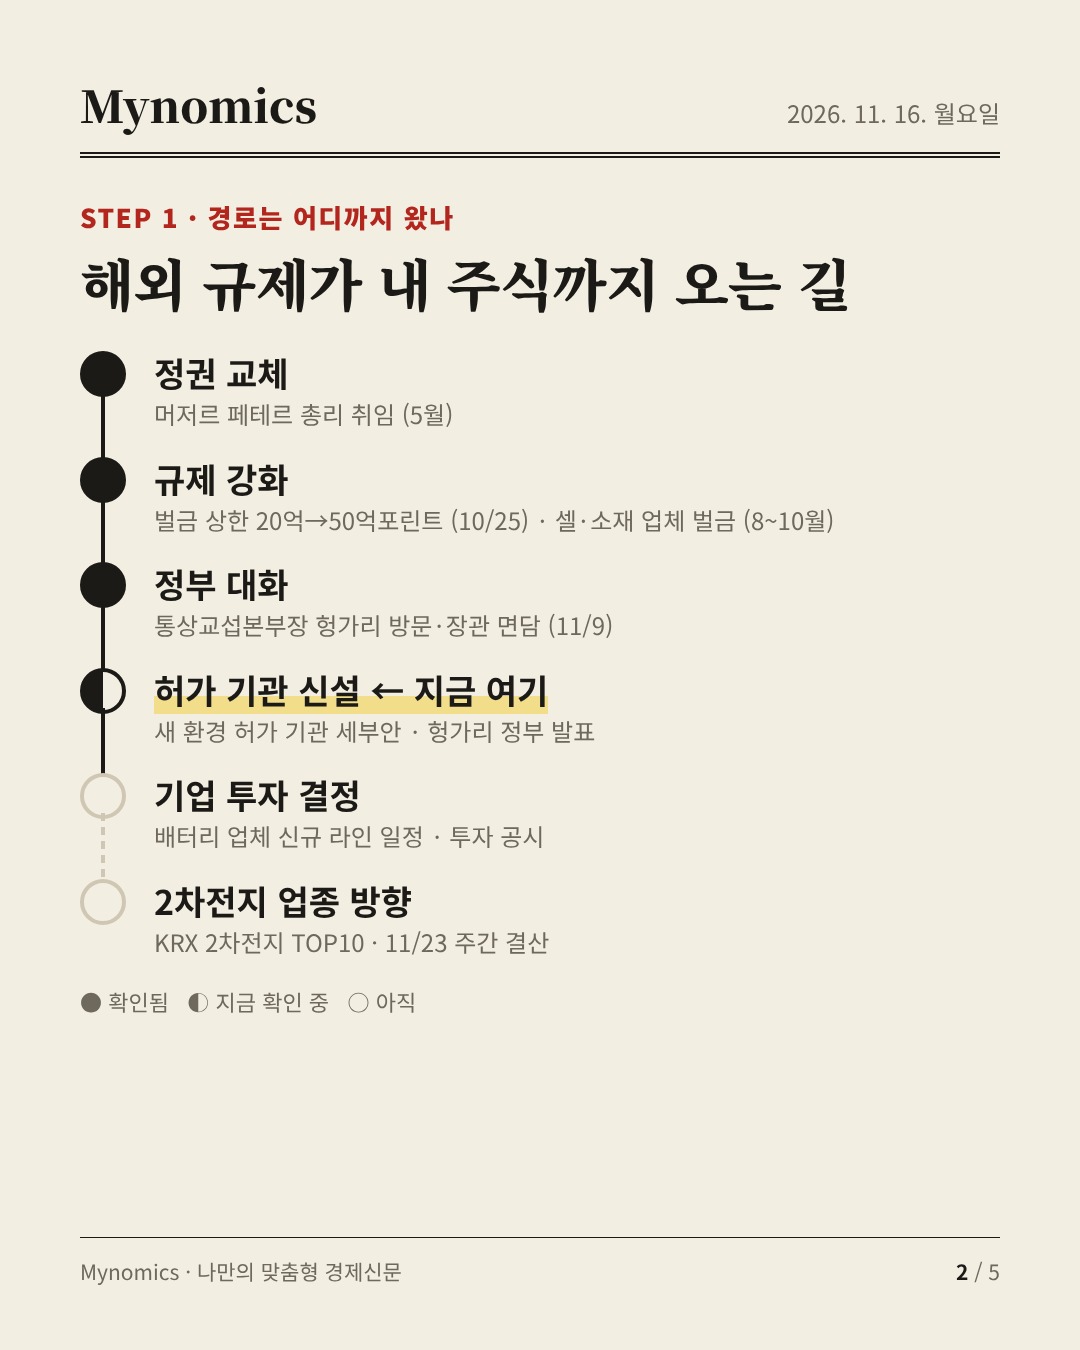 Mynomics
2026. 11. 16. 월요일
STEP 1 · 경로는 어디까지 왔나
해외 규제가 내 주식까지 오는 길
정권 교체
머저르 페테르 총리 취임 (5월)
규제 강화
벌금 상한 20억→50억포린트 (10/25) · 셀·소재 업체 벌금 (8~10월)
정부 대화
통상교섭본부장 헝가리 방문·장관 면담 (11/9)
허가 기관 신설 ← 지금 여기
새 환경 허가 기관 세부안 · 헝가리 정부 발표
기업 투자 결정
배터리 업체 신규 라인 일정 · 투자 공시
2차전지 업종 방향
KRX 2차전지 TOP10 · 11/23 주간 결산
● 확인됨 ◐ 지금 확인 중 ○ 아직
Mynomics · 나만의 맞춤형 경제신문
2 / 5